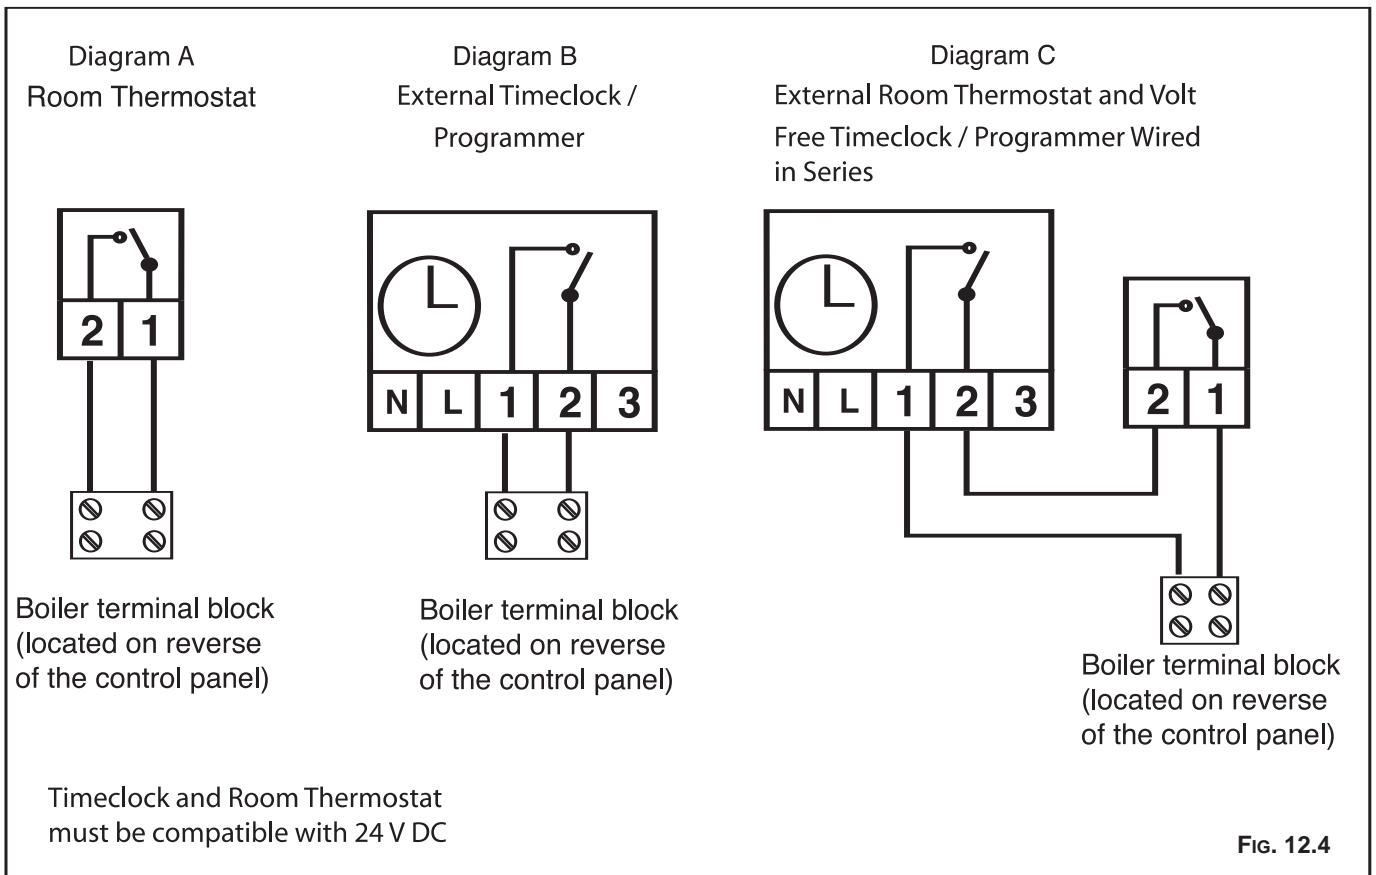 Diagram A
Room Thermostat
Diagram B
External Timeclock /
Programmer
Diagram C
External Room Thermostat and Volt
Free Timeclock / Programmer Wired
in Series
2 1
N L 1 2 3
N L 1 2 3
2 1
Boiler terminal block
(located on reverse
of the control panel)
Boiler terminal block
(located on reverse
of the control panel)
Boiler terminal block
(located on reverse
of the control panel)
Timeclock and Room Thermostat
must be compatible with 24 V DC
FIG. 12.4